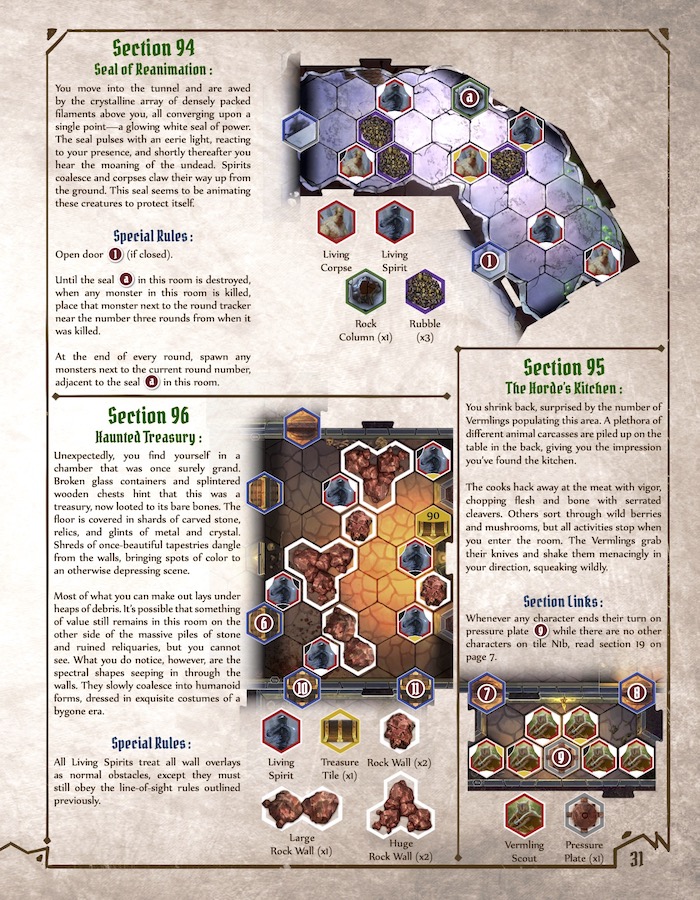 Section 94
Seal of Reanimation :
You move into the tunnel and are awed
by the crystalline array of densely packed
filaments above you, all converging upon a
single point—a glowing white seal of power.
The seal pulses with an eerie light, reacting
to your presence, and shortly thereafter you
hear the moaning of the undead. Spirits
coalesce and corpses claw their way up from
the ground. This seal seems to be animating
these creatures to protect itself.
Special Rules :
Open door 1 (if closed).
Until the seal a in this room is destroyed,
when any monster in this room is killed,
place that monster next to the round tracker
near the number three rounds from when it
was killed.
At the end of every round, spawn any
monsters next to the current round number,
adjacent to the seal a in this room.
a
1
Living
Corpse
Living
Spirit
Rock
Column (x1)
Rubble
(x3)
Section 95
The Horde's Kitchen :
You shrink back, surprised by the number of
Vermlings populating this area. A plethora of
different animal carcasses are piled up on the
table in the back, giving you the impression
you've found the kitchen.
The cooks hack away at the meat with vigor,
chopping flesh and bone with serrated
cleavers. Others sort through wild berries
and mushrooms, but all activities stop when
you enter the room. The Vermlings grab
their knives and shake them menacingly in
your direction, squeaking wildly.
Section Links :
Whenever any character ends their turn on
pressure plate 9 while there are no other
characters on tile N1b, read section 19 on
page 7.
7
8
9
Vermling
Scout
Pressure
Plate (x1)
Section 96
Haunted Treasury :
Unexpectedly, you find yourself in a
chamber that was once surely grand.
Broken glass containers and splintered
wooden chests hint that this was a
treasury, now looted to its bare bones. The
floor is covered in shards of carved stone,
relics, and glints of metal and crystal.
Shreds of once-beautiful tapestries dangle
from the walls, bringing spots of color to
an otherwise depressing scene.
Most of what you can make out lays under
heaps of debris. It's possible that something
of value still remains in this room on the
other side of the massive piles of stone
and ruined reliquaries, but you cannot
see. What you do notice, however, are the
spectral shapes seeping in through the
walls. They slowly coalesce into humanoid
forms, dressed in exquisite costumes of a
bygone era.
Special Rules :
All Living Spirits treat all wall overlays
as normal obstacles, except they must
still obey the line-of-sight rules outlined
previously.
90
6
10
11
Living
Spirit
Treasure
Tile (x1)
Rock Wall (x2)
Large
Rock Wall (x1)
Huge
Rock Wall (x2)
31